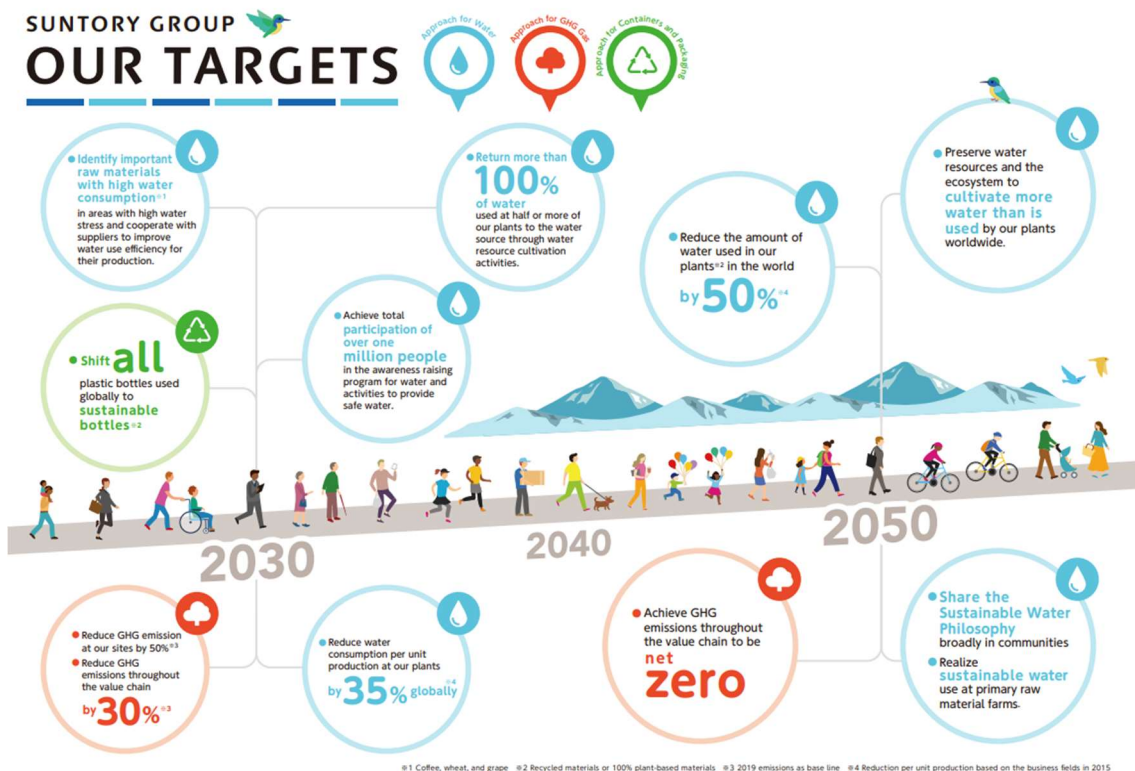 SUNTORY GROUP
OUR TARGETS
Approach for Water
Approach for GHG Gas
Approach for Containers and Packaging
● Identify important
raw materials
with high water
consumption※1
in areas with high water
stress and cooperate with
suppliers to improve
water use efficiency for
their production.
● Return more than
100%
of water
used at half or more of
our plants to the water
source through water
resource cultivation
activities.
● Reduce the amount of
water used in our
plants※2 in the world
by 50%※4
● Preserve water
resources and the
ecosystem to
cultivate more
water than is
used by our plants
worldwide.
● Shift all
plastic bottles used
globally to
sustainable
bottles※2
● Achieve total
participation of
over one
million people
in the awareness raising
program for water and
activities to provide
safe water.
2030
2040
2050
● Reduce GHG emission
at our sites by 50%※3
● Reduce GHG
emissions throughout
the value chain
by 30%※3
● Reduce water
consumption per unit
production at our plants
by 35% globally※4
● Achieve GHG
emissions throughout
the value chain to be
net
zero
● Share the
Sustainable Water
Philosophy
broadly in communities
● Realize
sustainable water
use at primary raw
material farms.
※1 Coffee, wheat, and grape ※2 Recycled materials or 100% plant-based materials ※3 2019 emissions as base line ※4 Reduction per unit production based on the business fields in 2015